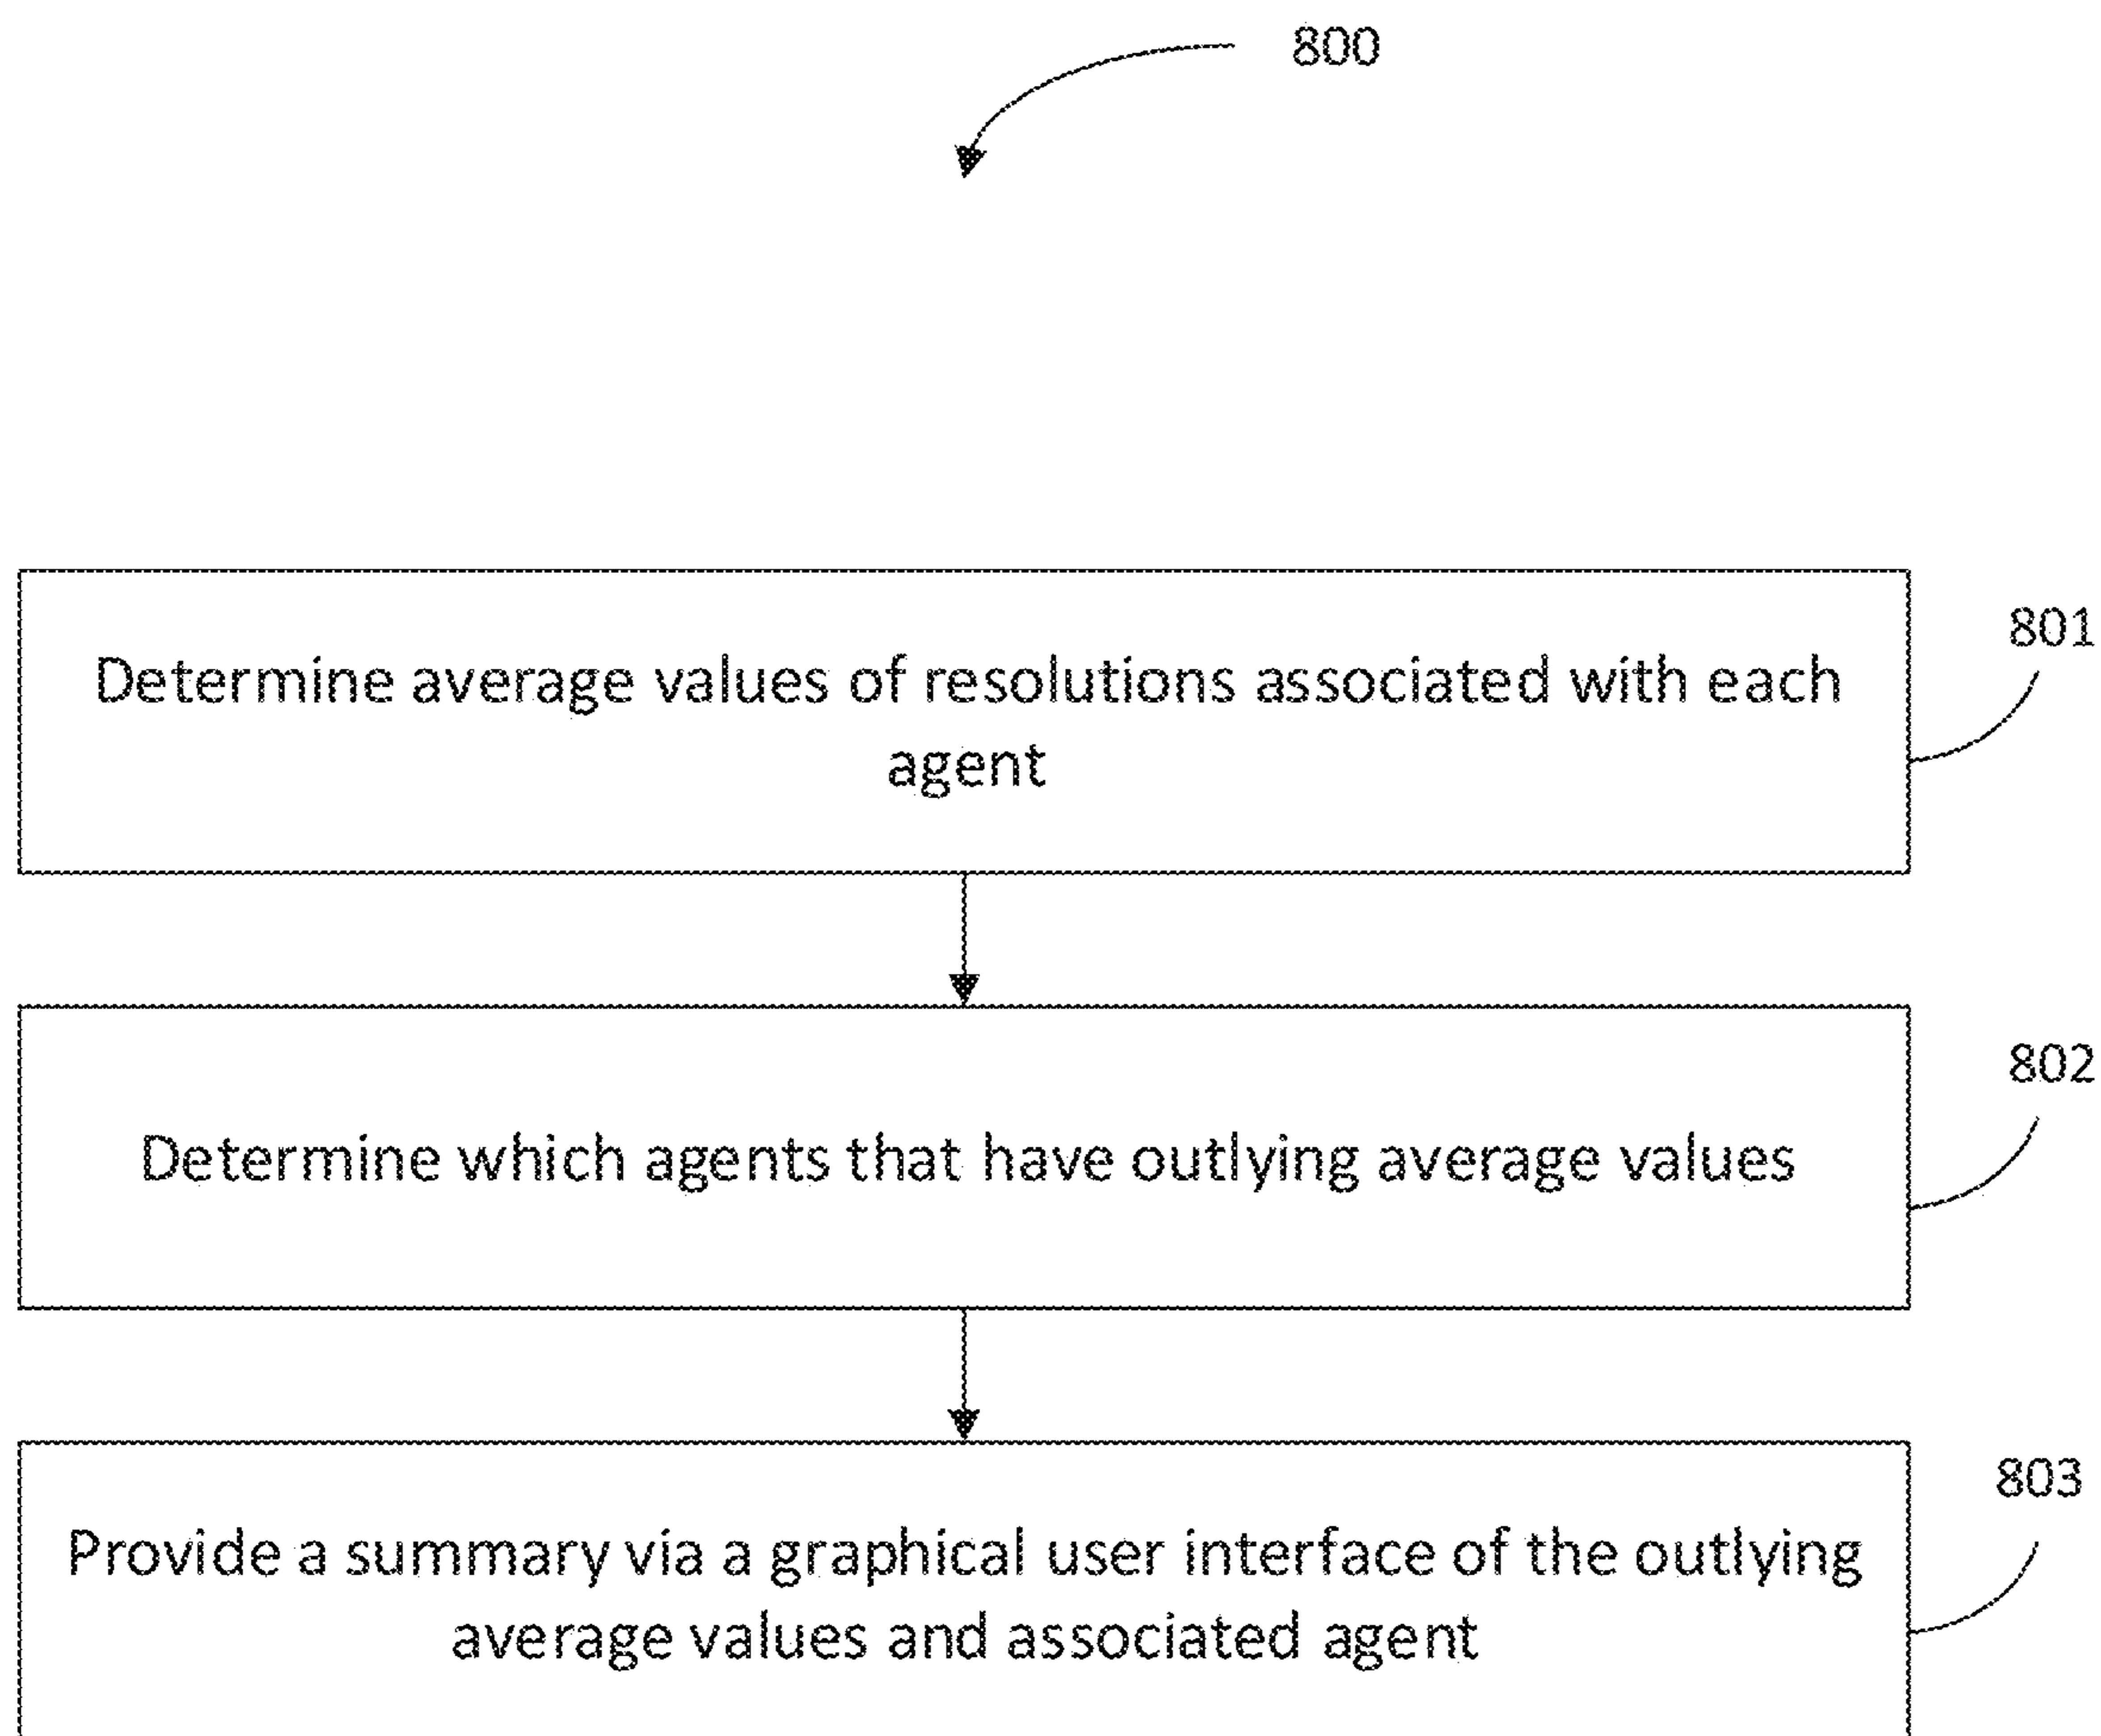 800
Determine average values of resolutions associated with each
agent
801
Determine which agents that have outlying average values
802
Provide a summary via a graphical user interface of the outlying
average values and associated agent
803